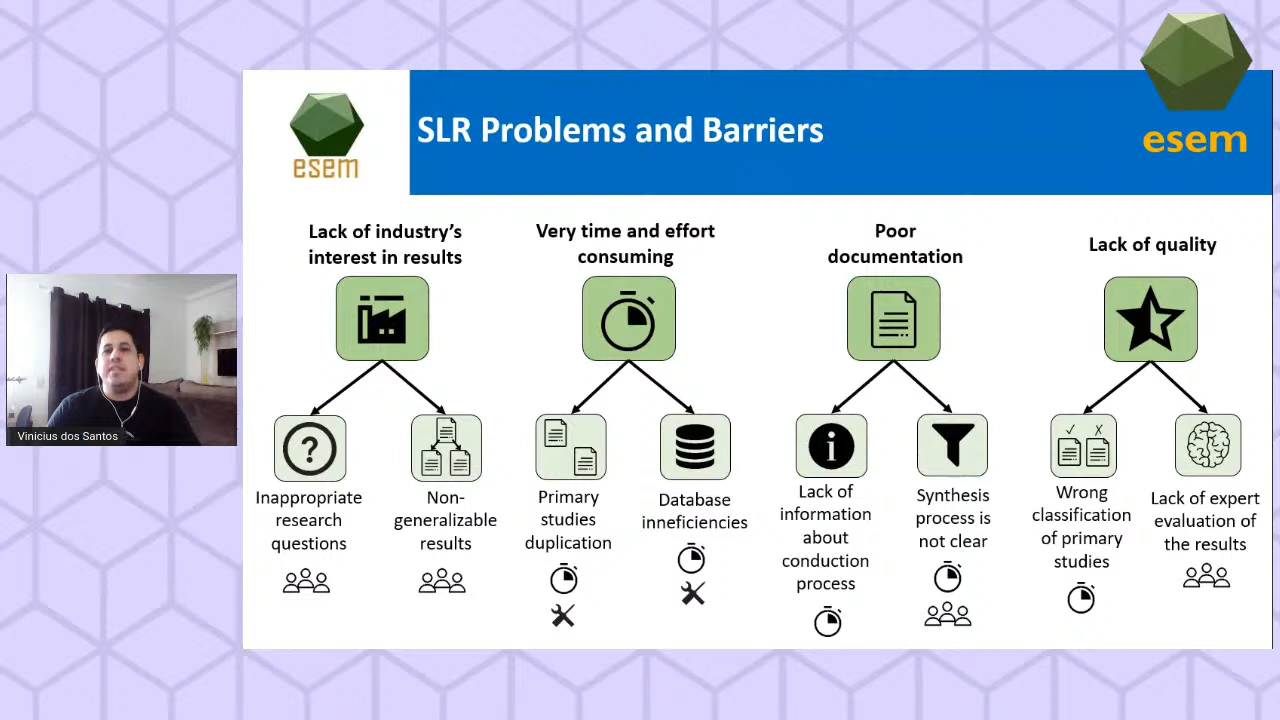 esem
SLR Problems and Barriers
esem
Lack of industry's
interest in results
Very time and effort
consuming
Poor
documentation
Lack of quality
Inappropriate
research
questions
Non-
generalizable
results
Primary
studies
duplication
Database
inneficiencies
Lack of
information
about
conduction
process
Synthesis
process is
not clear
Wrong
classification
of primary
studies
Lack of expert
evaluation of
the results
Vinicius dos Santos